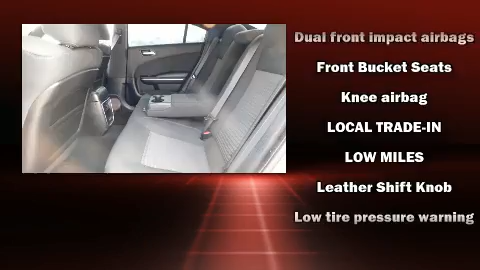 Dual front impact airbags
Front Bucket Seats
Knee airbag
LOCAL TRADE-IN
LOW MILES
Leather Shift Knob
Low tire pressure warning